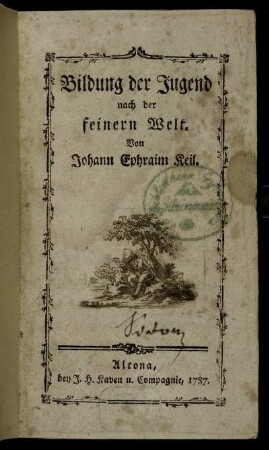 Bildung der Jugend
nach der
feinern Welt.
Von
Johann Ephraim Keil.
Altona,
bey J. H. Kaven u. Compagnie, 1787.